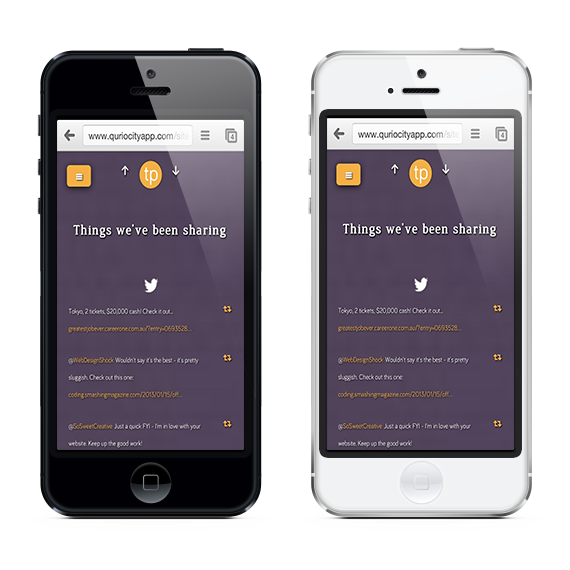 www.quriocityapp.com/site
4
tp
Things we've been sharing
Tokyo, 2 tickets, $20,000 cash! Check it out...
greatestjobever.careerone.com.au/?entry=0693528...
@WebDesignShock Wouldn't say it's the best - it's pretty
sluggish. Check out this one:
coding.smashingmagazine.com/2013/01/15/off...
@SoSweetCreative Just a quick FYI - I'm in love with your
website. Keep up the good work!
www.quriocityapp.com/site
4
tp
Things we've been sharing
Tokyo, 2 tickets, $20,000 cash! Check it out...
greatestjobever.careerone.com.au/?entry=0693528...
@WebDesignShock Wouldn't say it's the best - it's pretty
sluggish. Check out this one:
coding.smashingmagazine.com/2013/01/15/off...
@SoSweetCreative Just a quick FYI - I'm in love with your
website. Keep up the good work!